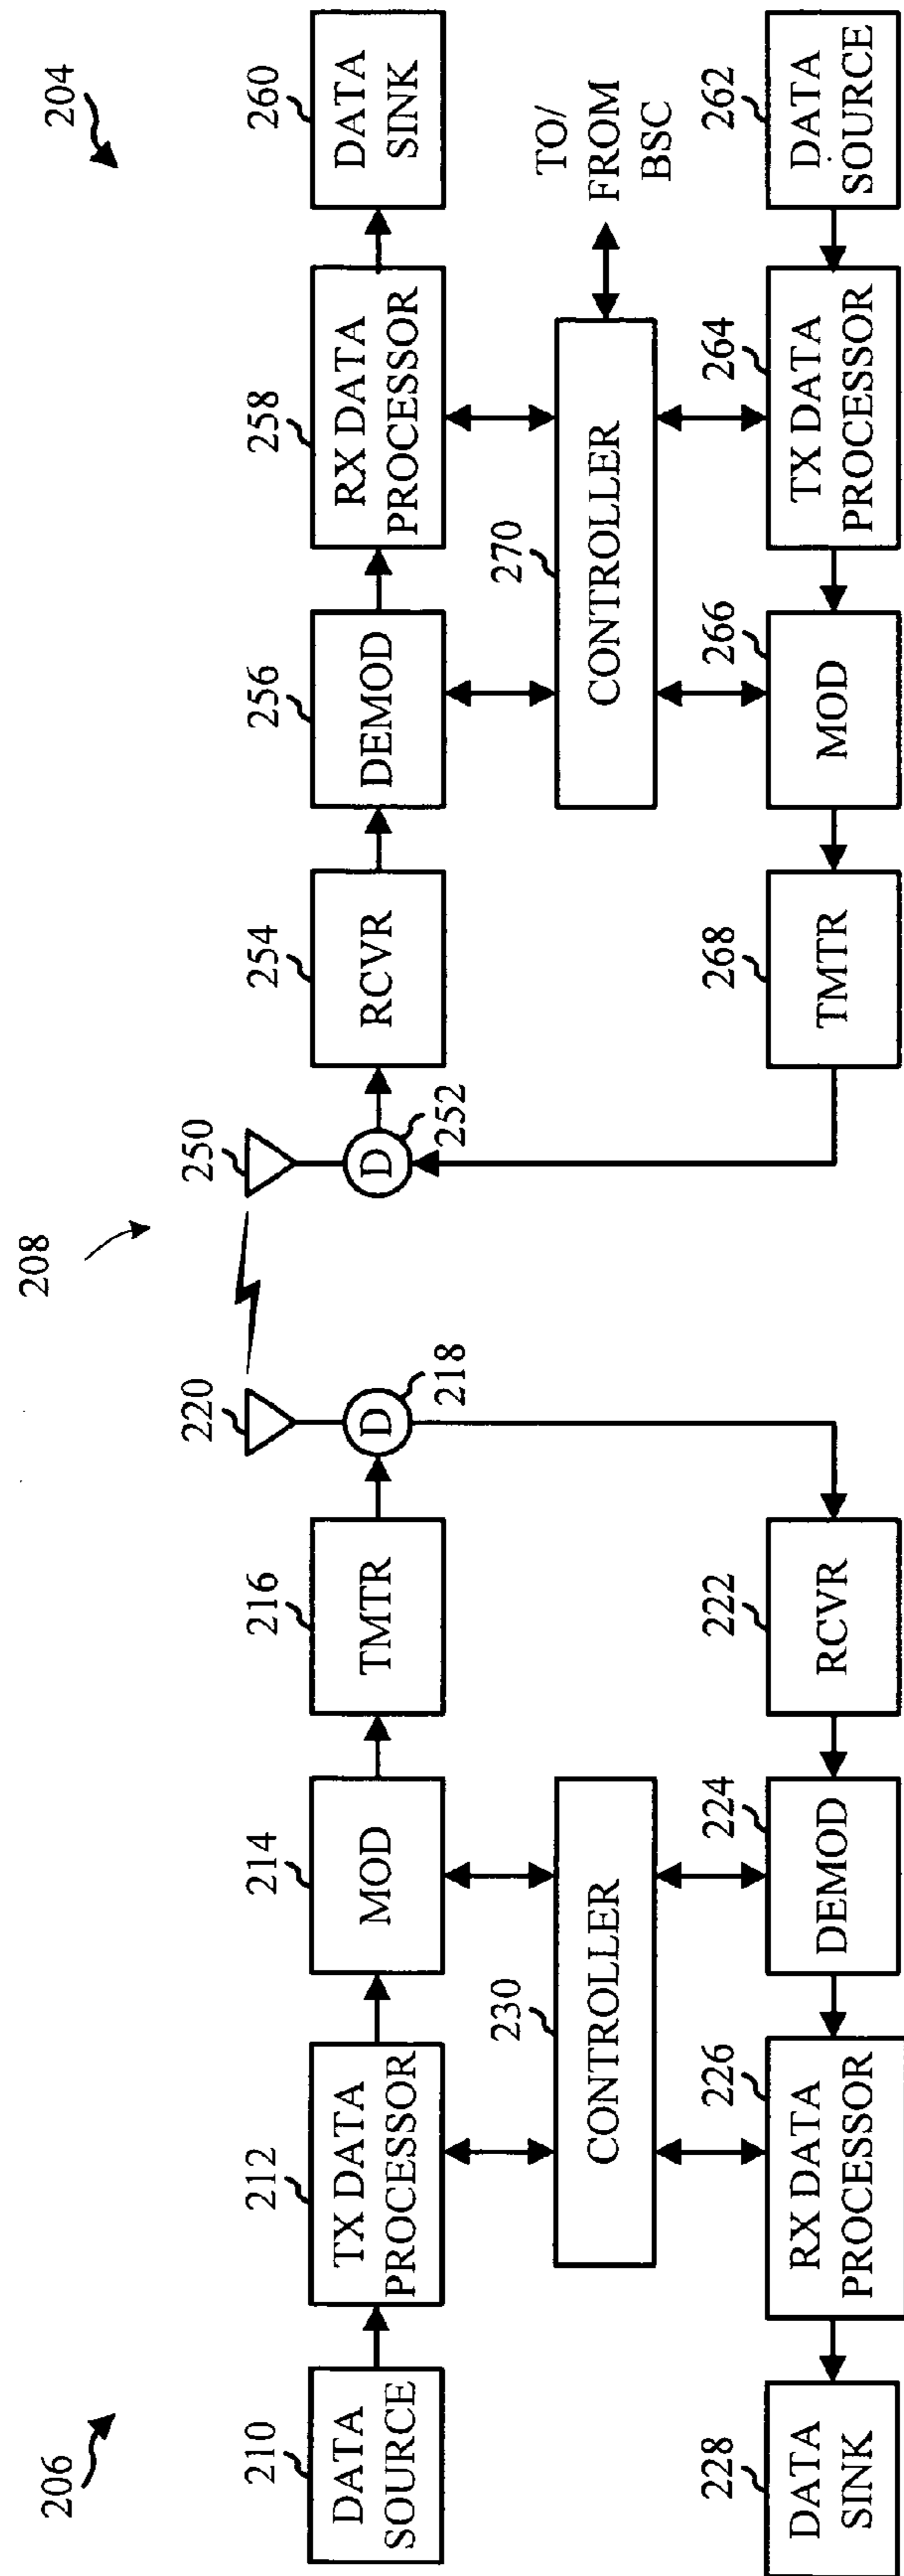 206
208
204
210
DATA
SOURCE
212
TX DATA
PROCESSOR
214
MOD
216
TMTR
220
D
218
250
D
252
254
RCVR
256
DEMOD
258
RX DATA
PROCESSOR
260
DATA
SINK
230
CONTROLLER
270
CONTROLLER
TO/
FROM
BSC
228
DATA
SINK
226
RX DATA
PROCESSOR
224
DEMOD
222
RCVR
268
TMTR
266
MOD
264
TX DATA
PROCESSOR
262
DATA
SOURCE